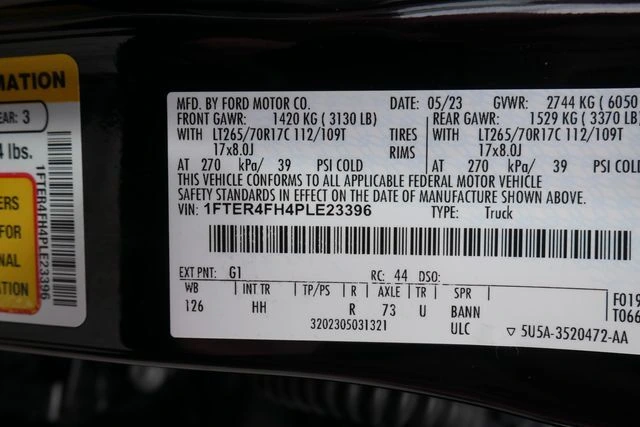 MATION
EAR: 3
4 lbs.
ERS
1FTER4FH4PLE23396
MFD. BY FORD MOTOR CO. DATE: 05/23 GVWR: 2744 KG ( 6050
FRONT GAWR: 1420 KG ( 3130 LB) REAR GAWR: 1529 KG ( 3370 LB)
WITH LT265/70R17C 112/109T TIRES WITH LT265/70R17C 112/109T
17x8.0J RIMS 17x8.0J
AT 270 kPa/ 39 PSI COLD AT 270 kPa/ 39 PSI COLD
THIS VEHICLE CONFORMS TO ALL APPLICABLE FEDERAL MOTOR VEHICLE
SAFETY STANDARDS IN EFFECT ON THE DATE OF MANUFACTURE SHOWN ABOVE.
VIN: 1FTER4FH4PLE23396 TYPE: Truck
EXT PNT: G1 RC: 44 DSO:
WB INT TR TP/PS R AXLE TR SPR
126 HH R 73 U BANN
F019
T066
3202305031321 ULC ▽ 5U5A-3520472-AA